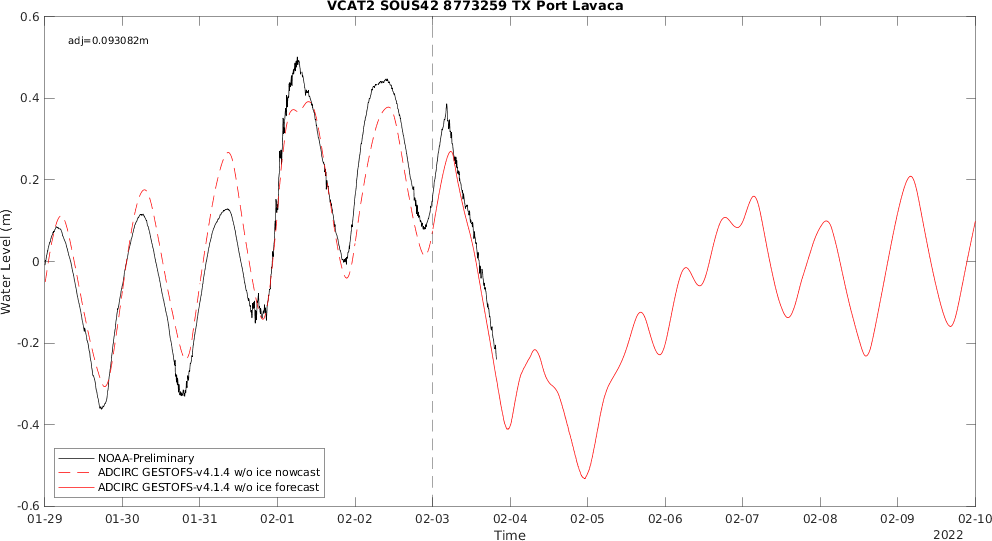 VCAT2 SOUS42 8773259 TX Port Lavaca
adj=0.093082m
0.6
0.4
0.2
0
-0.2
-0.4
-0.6
Water Level (m)
NOAA-Preliminary
ADCIRC GESTOFS-v4.1.4 w/o ice nowcast
ADCIRC GESTOFS-v4.1.4 w/o ice forecast
01-29 01-30 01-31 02-01 02-02 02-03 02-04 02-05 02-06 02-07 02-08 02-09 02-10
Time
2022